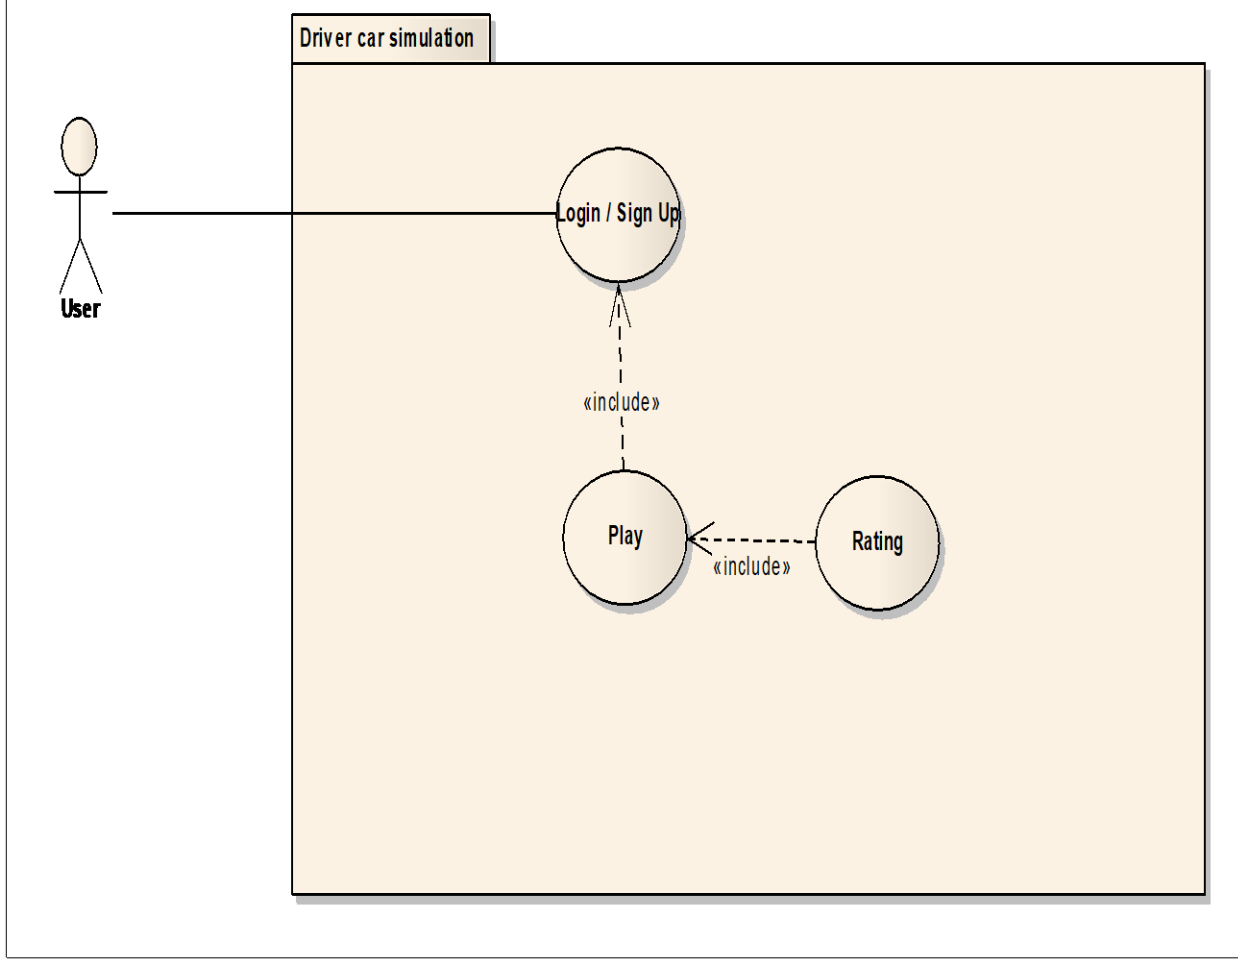 Driver car simulation
Login / Sign Up
User
«include»
Play
Rating
«include»